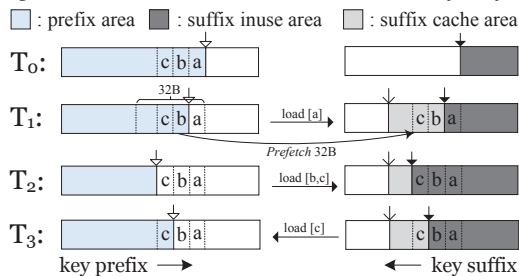 : prefix area : suffix inuse area : suffix cache area
T0: c b a
32B
T1: c b a load [a] c b a
Prefetch 32B
T2: c b a load [b,c] c b a
T3: c b a load [c] c b a
key prefix key suffix